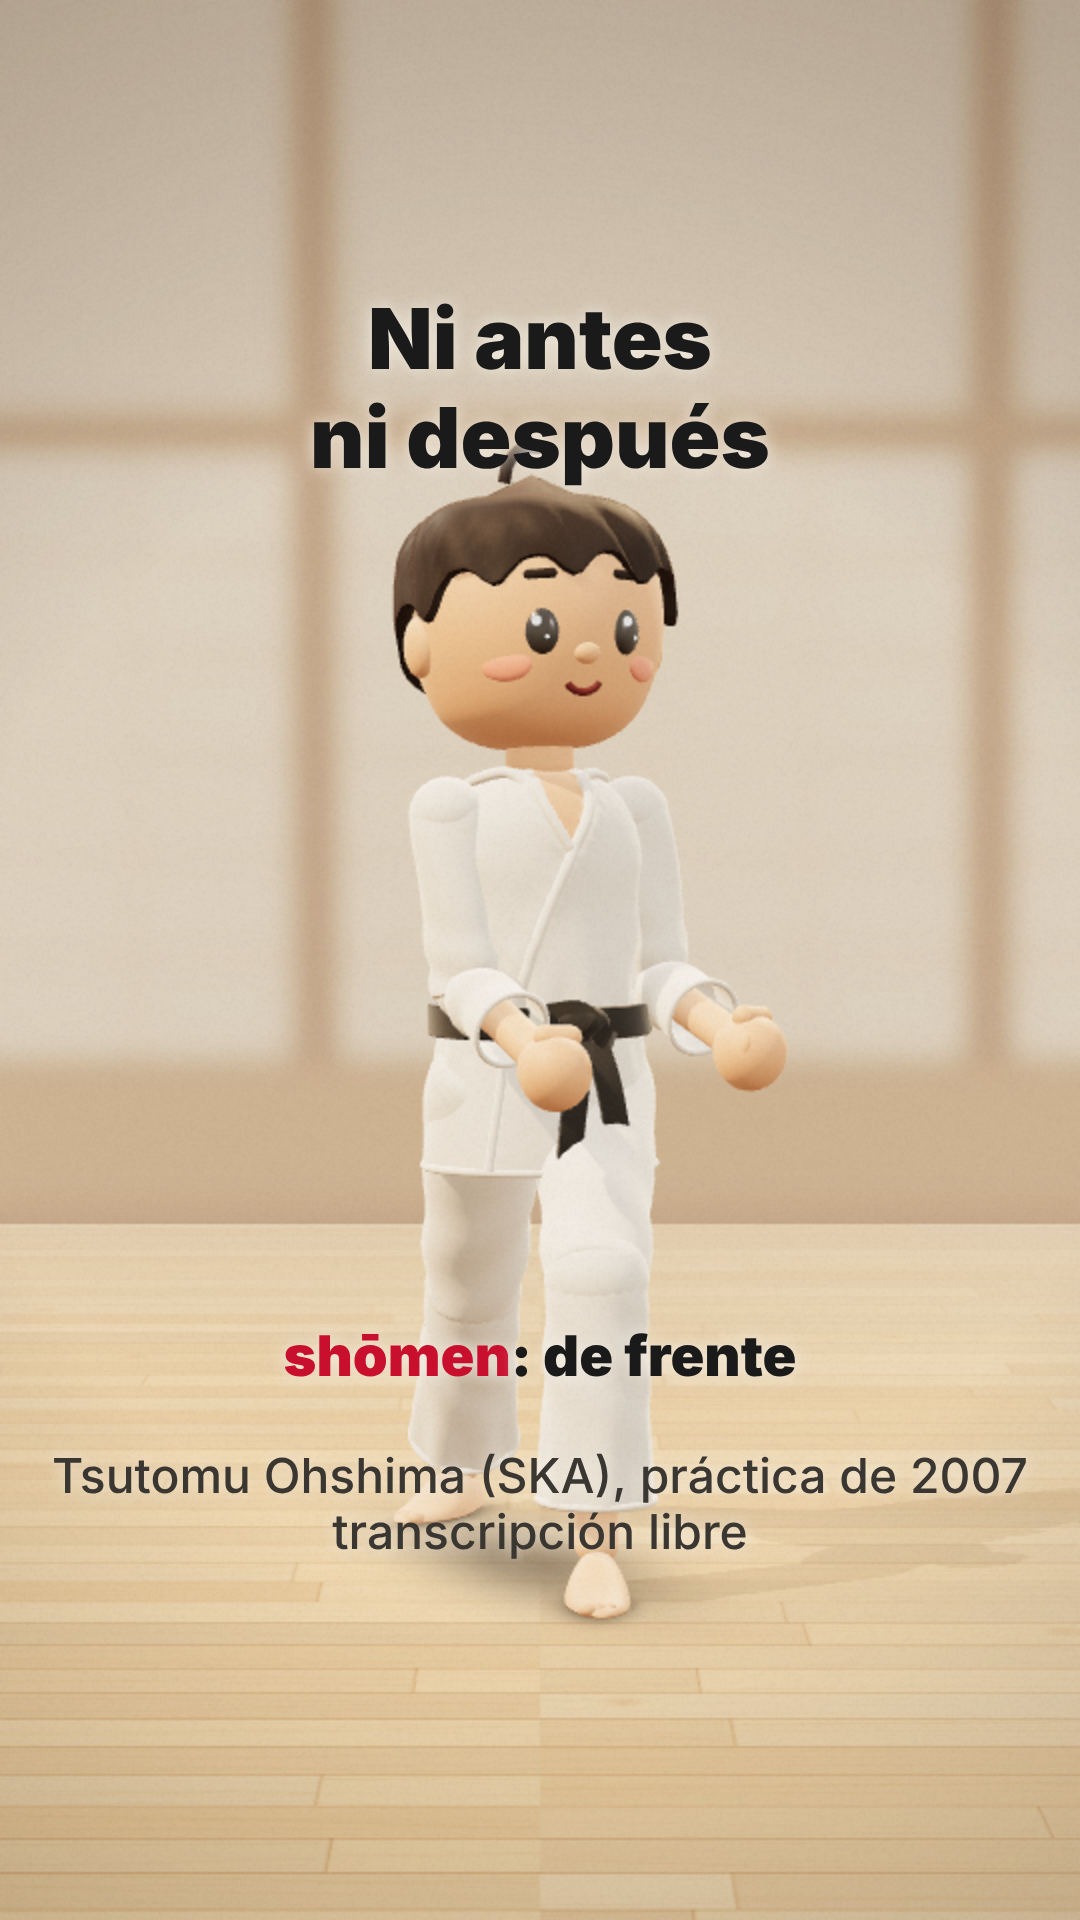 Ni antes
ni después
shōmen: de frente
Tsutomu Ohshima (SKA), práctica de 2007
transcripción libre